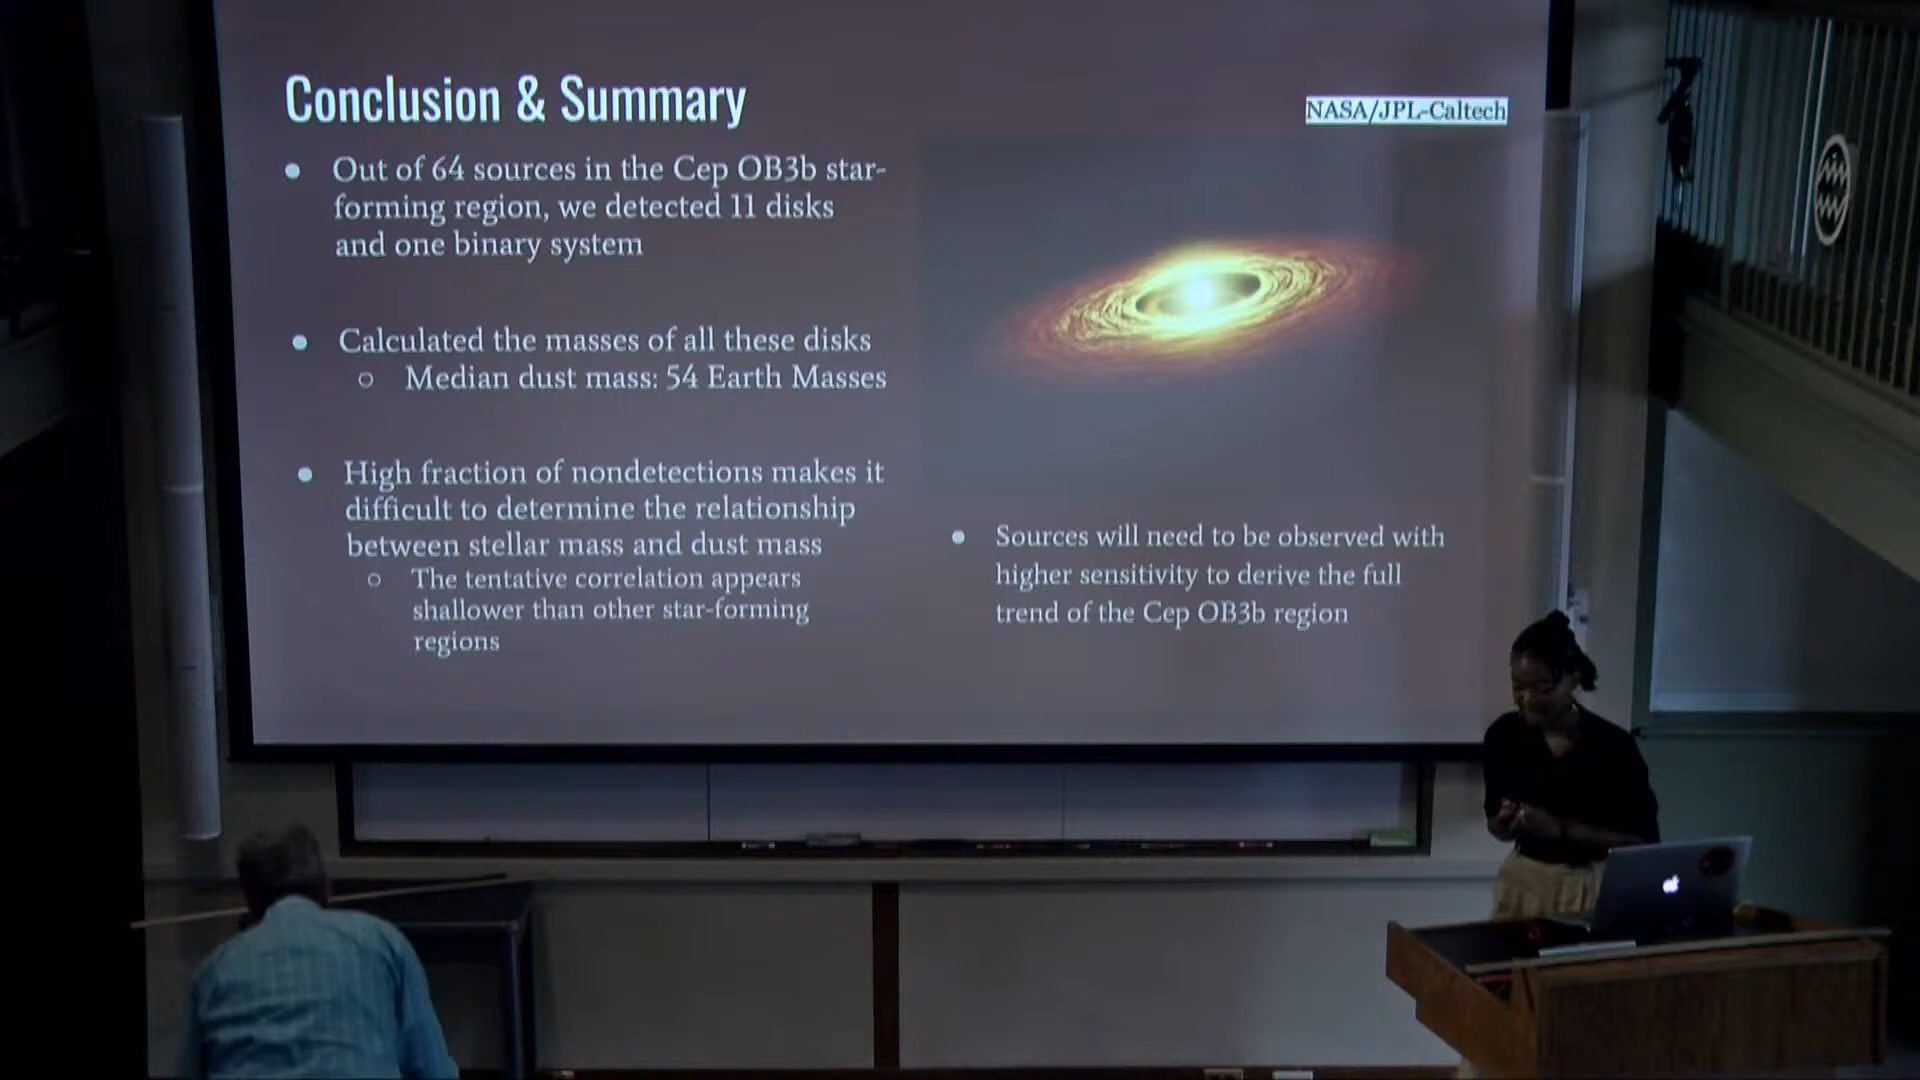 Conclusion & Summary
NASA/JPL-Caltech
● Out of 64 sources in the Cep OB3b star-
forming region, we detected 11 disks
and one binary system
● Calculated the masses of all these disks
○ Median dust mass: 54 Earth Masses
● High fraction of nondetections makes it
difficult to determine the relationship
between stellar mass and dust mass
○ The tentative correlation appears
shallower than other star-forming
regions
● Sources will need to be observed with
higher sensitivity to derive the full
trend of the Cep OB3b region